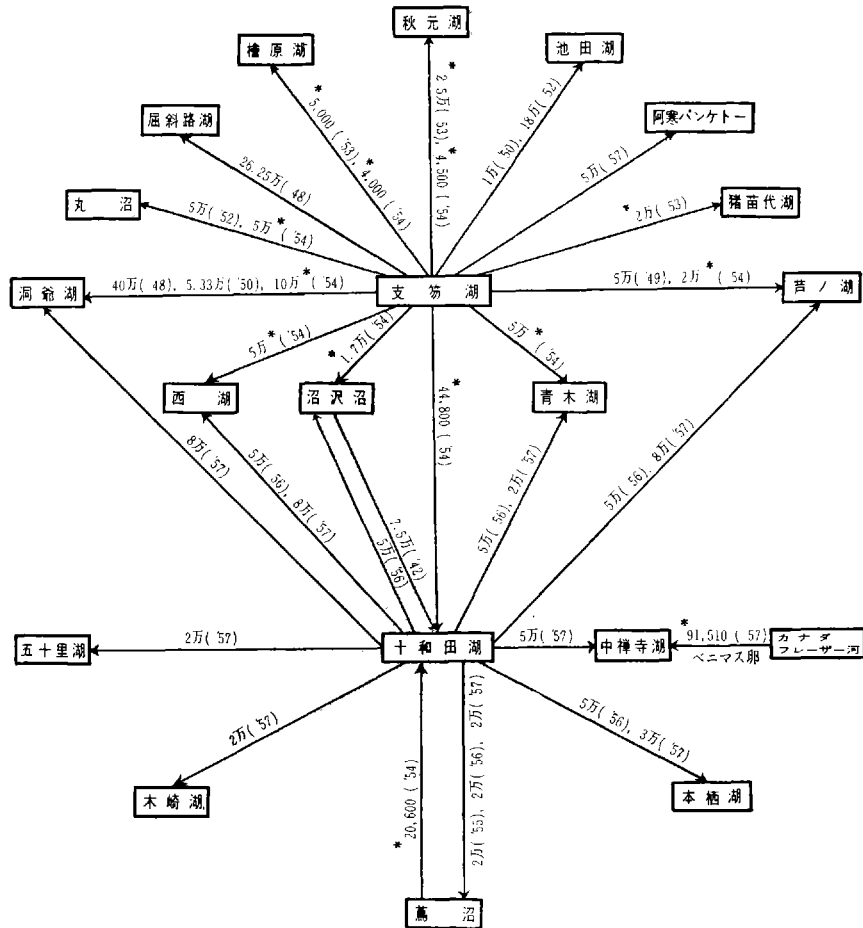 秋元湖
檜原湖
池田湖
屈斜路湖
阿寒パンケトー
丸沼
猪苗代湖
*5,000('53), *4,000('54)
*2.5万('53), *4,500('54)
1万('50), 18万('52)
26.25万('48)
5万('57)
5万('52), 5万*('54)
*2万('53)
洞爺湖
40万('48), 5.33万('50), 10万*('54)
支笏湖
5万('49), 2万*('54)
芦ノ湖
5万*('54)
*1.7万('54)
*44,800('54)
5万*('54)
西湖
沼沢沼
青木湖
8万('57)
5万('56), 8万('57)
7.5万('42)
5万('56)
5万('56), 2万('57)
5万('56), 8万('57)
五十里湖
2万('57)
十和田湖
5万('57)
中禅寺湖
*91,510('57)
ベニマス卵
カナダ
フレーザー河
2万('57)
*20,600('54)
2万('55), 2万('56), 2万('57)
5万('56), 3万('57)
木崎湖
本栖湖
蔦沼